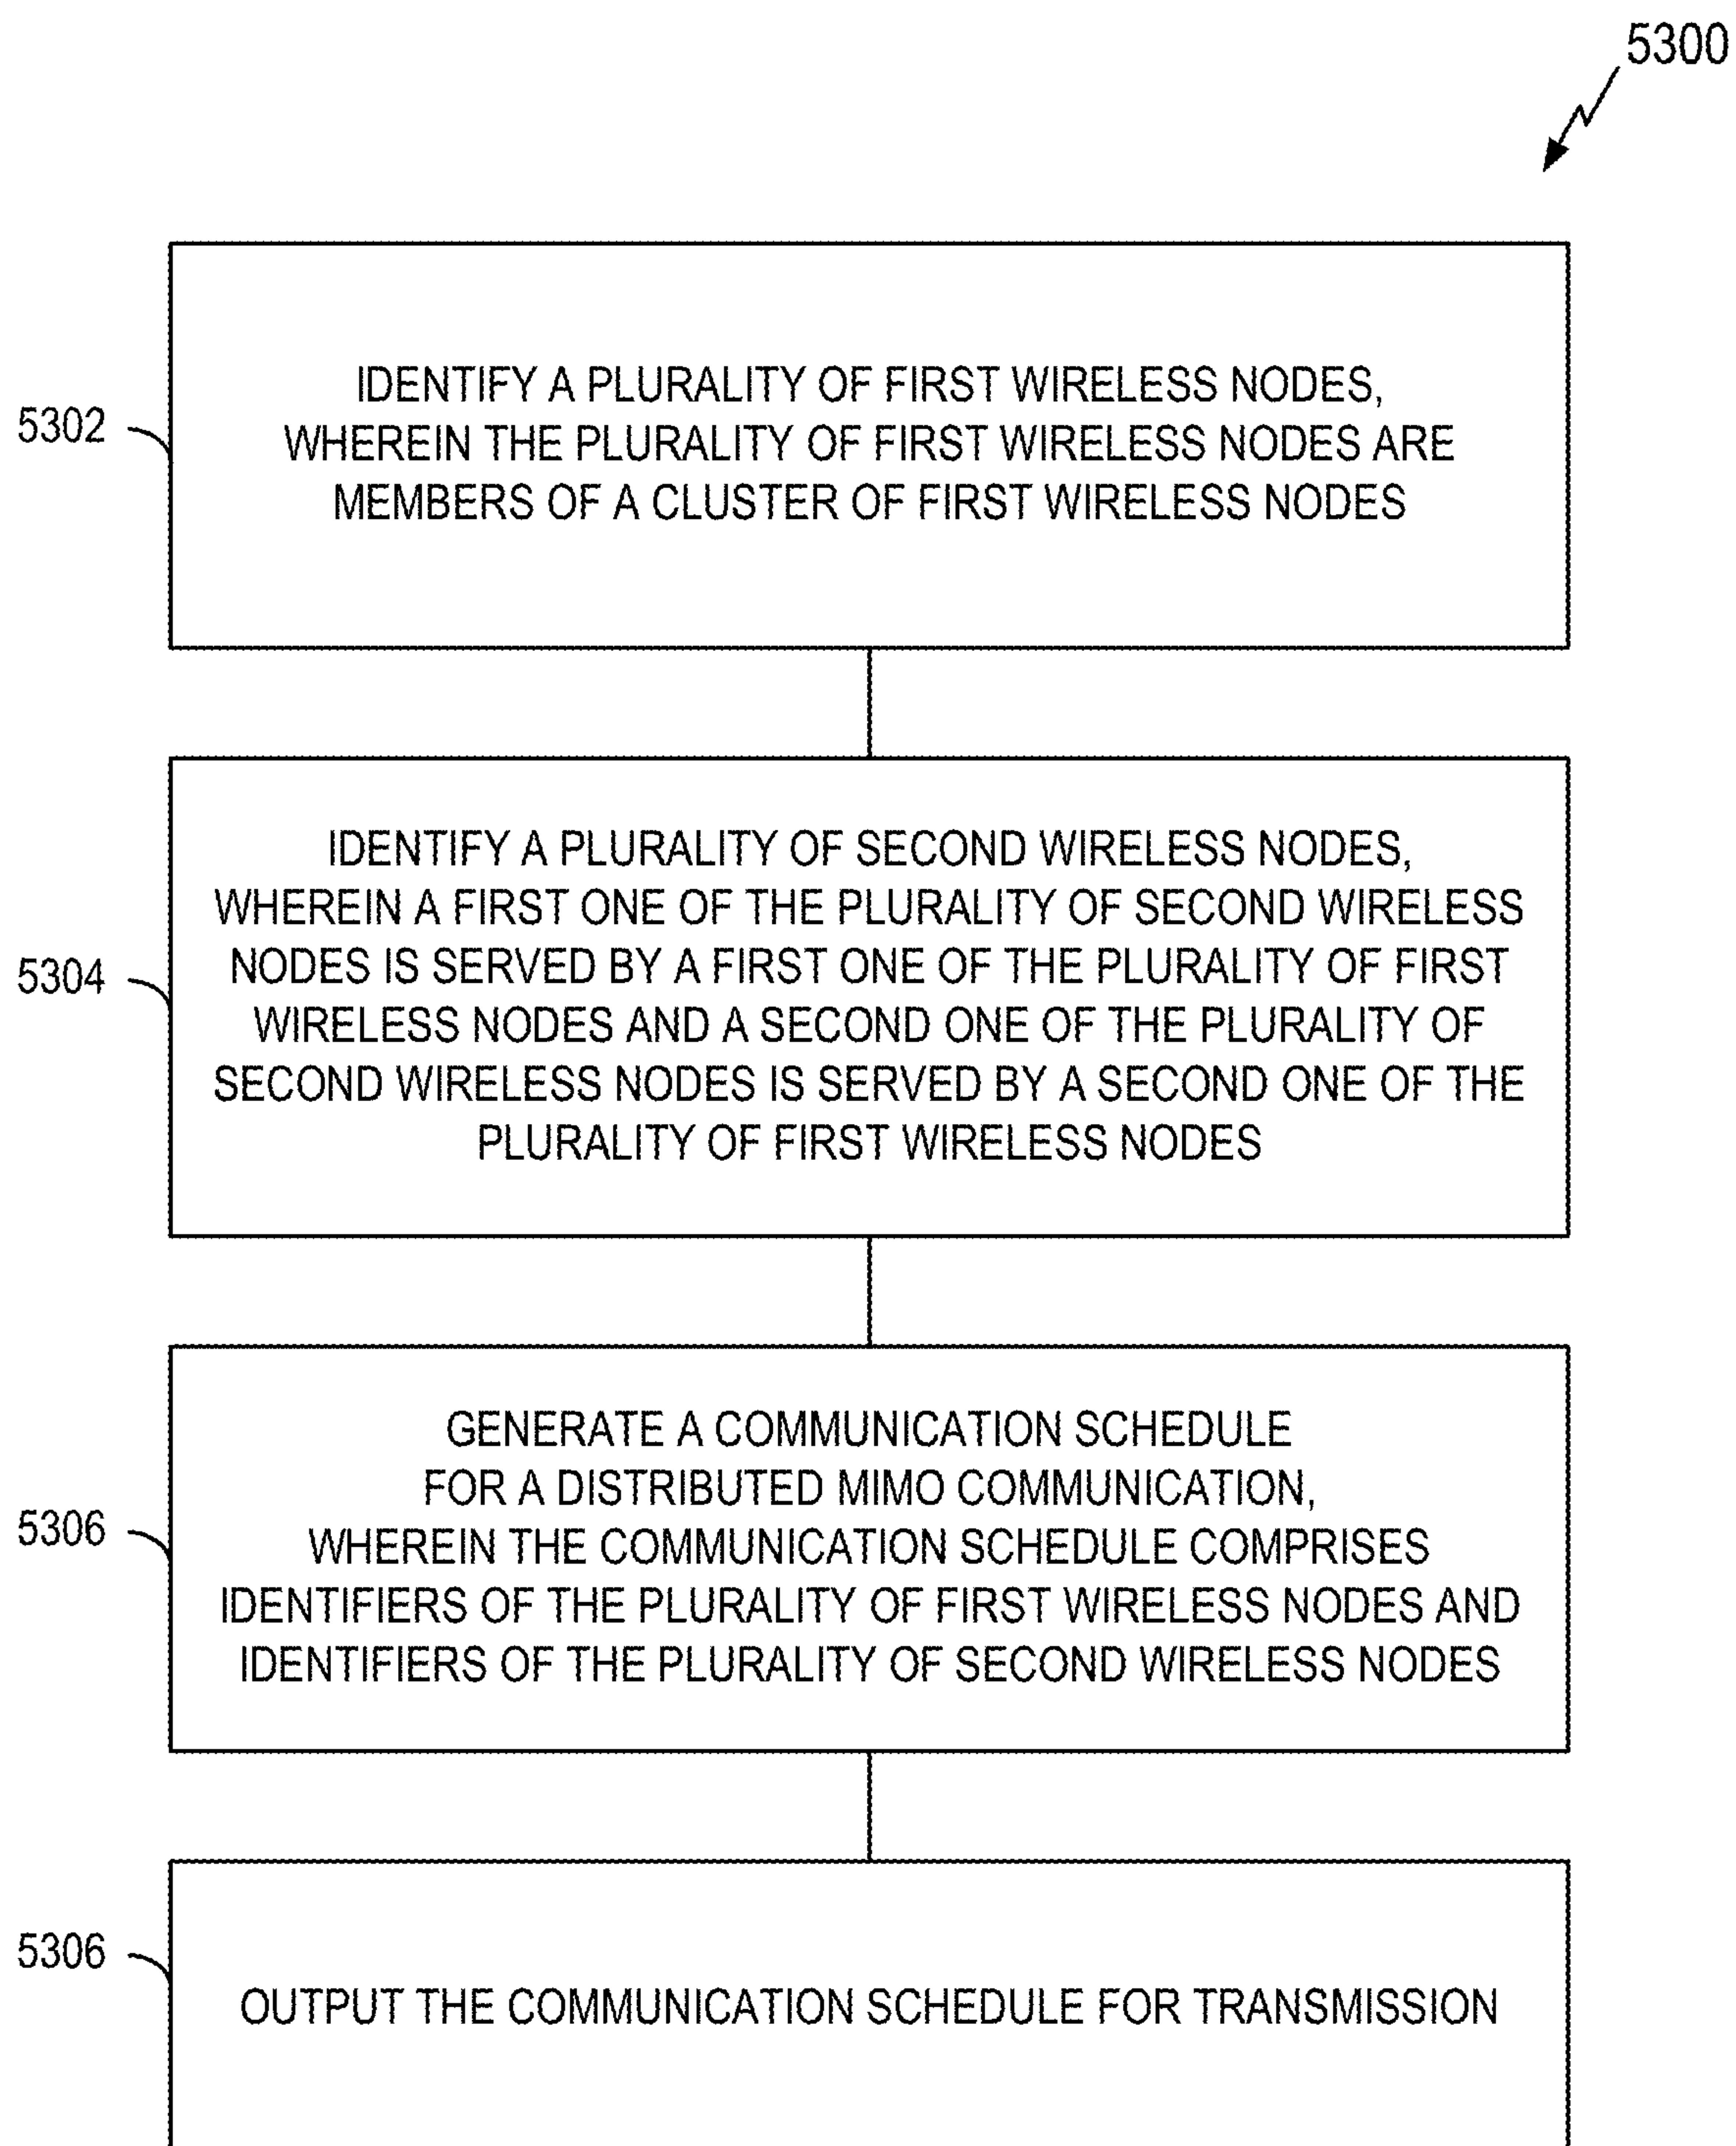 5300
5302
IDENTIFY A PLURALITY OF FIRST WIRELESS NODES,
WHEREIN THE PLURALITY OF FIRST WIRELESS NODES ARE
MEMBERS OF A CLUSTER OF FIRST WIRELESS NODES
5304
IDENTIFY A PLURALITY OF SECOND WIRELESS NODES,
WHEREIN A FIRST ONE OF THE PLURALITY OF SECOND WIRELESS
NODES IS SERVED BY A FIRST ONE OF THE PLURALITY OF FIRST
WIRELESS NODES AND A SECOND ONE OF THE PLURALITY OF
SECOND WIRELESS NODES IS SERVED BY A SECOND ONE OF THE
PLURALITY OF FIRST WIRELESS NODES
5306
GENERATE A COMMUNICATION SCHEDULE
FOR A DISTRIBUTED MIMO COMMUNICATION,
WHEREIN THE COMMUNICATION SCHEDULE COMPRISES
IDENTIFIERS OF THE PLURALITY OF FIRST WIRELESS NODES AND
IDENTIFIERS OF THE PLURALITY OF SECOND WIRELESS NODES
5306
OUTPUT THE COMMUNICATION SCHEDULE FOR TRANSMISSION